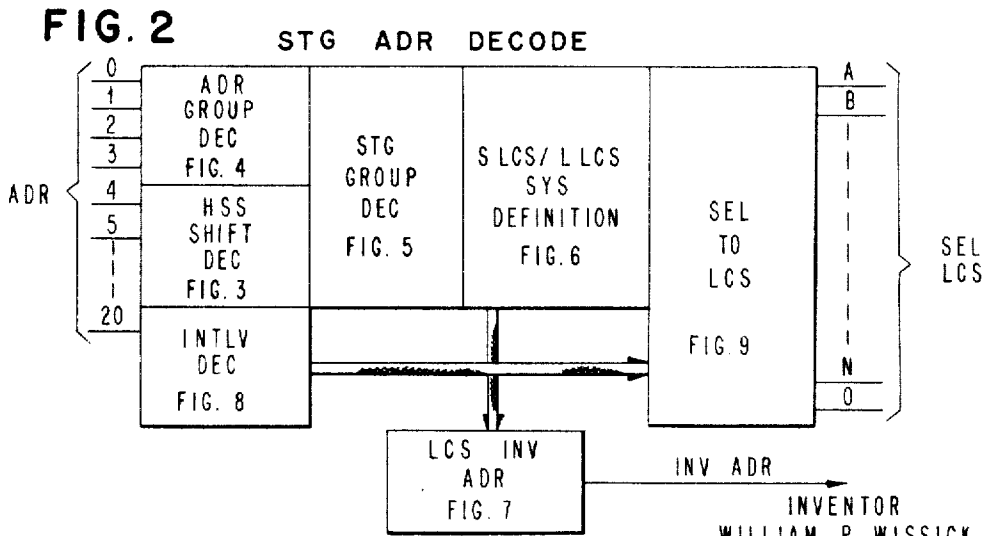 FIG. 2
STG ADR DECODE
ADR
0
1
2
3
4
5
20
ADR
GROUP
DEC
FIG. 4
HSS
SHIFT
DEC
FIG. 3
INTLV
DEC
FIG. 8
STG
GROUP
DEC
FIG. 5
S LCS/ L LCS
SYS
DEFINITION
FIG. 6
SEL
TO
LCS
FIG. 9
A
B
N
O
SEL
LCS
LCS INV
ADR
FIG. 7
INV ADR
INVENTOR
WILLIAM P. WISSICK